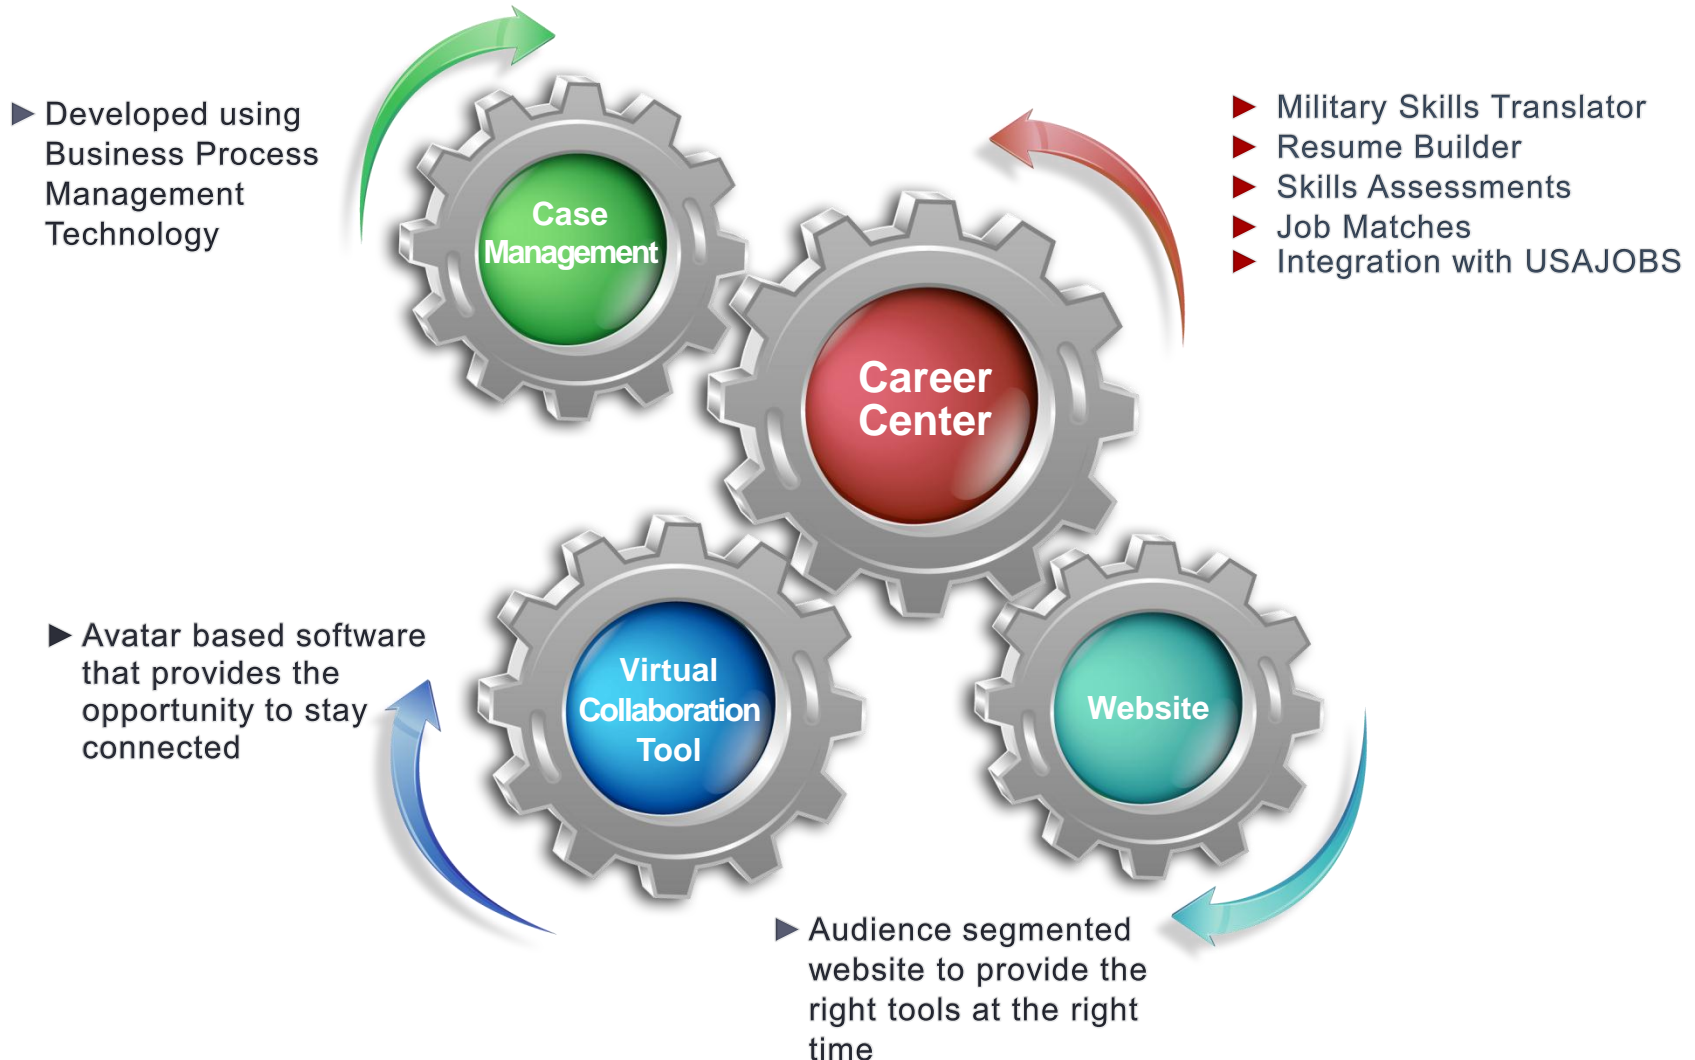 ► Developed using
Business Process
Management
Technology
Case
Management
► Military Skills Translator
► Resume Builder
► Skills Assessments
► Job Matches
► Integration with USAJOBS
Career
Center
► Avatar based software
that provides the
opportunity to stay
connected
Virtual
Collaboration
Tool
Website
► Audience segmented
website to provide the
right tools at the right
time